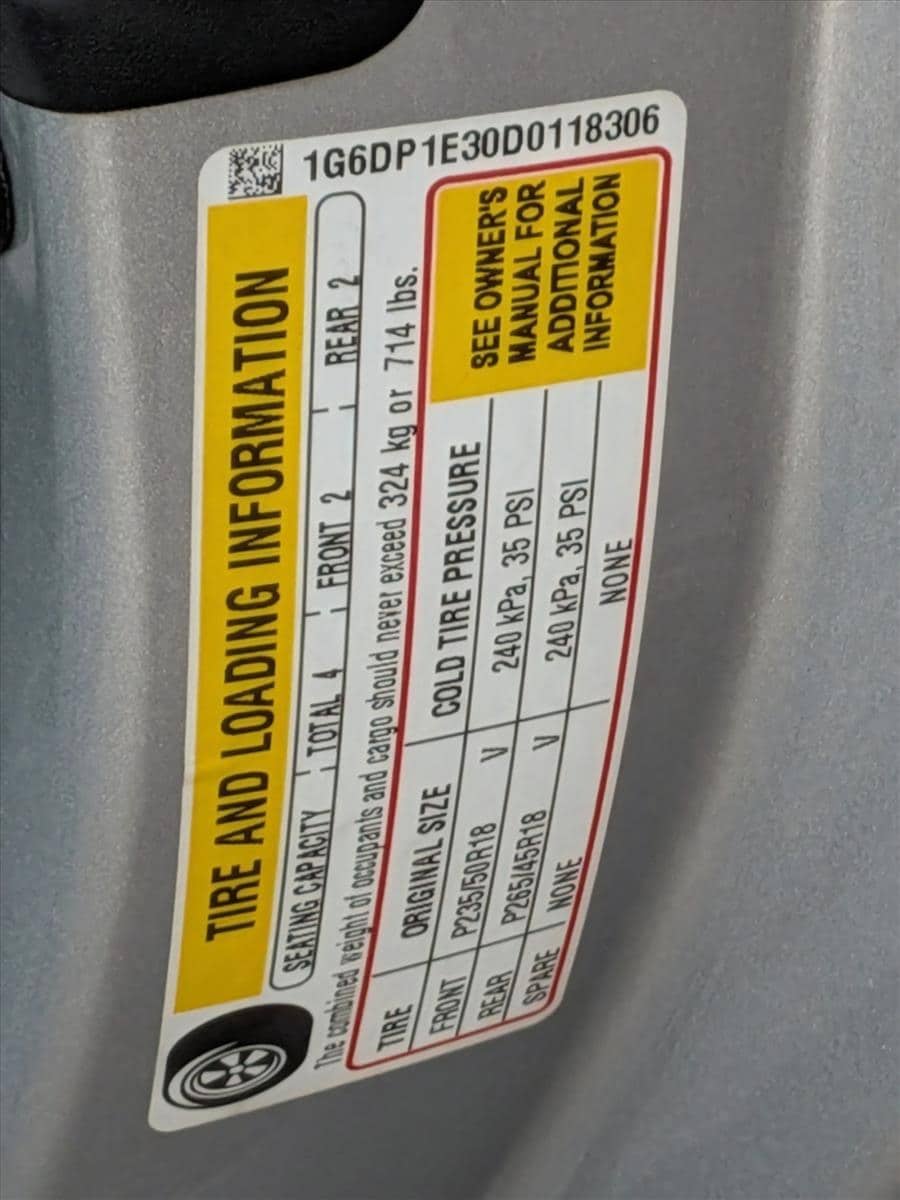 1G6DP1E30D0118306
TIRE AND LOADING INFORMATION
SEATING CAPACITY TOTAL 4 FRONT 2 REAR 2
The combined weight of occupants and cargo should never exceed 324 kg or 714 lbs.
TIRE ORIGINAL SIZE COLD TIRE PRESSURE
FRONT P235/50R18 V 240 kPa, 35 PSI
REAR P265/45R18 V 240 kPa, 35 PSI
SPARE NONE NONE
SEE OWNER'S
MANUAL FOR
ADDITIONAL
INFORMATION